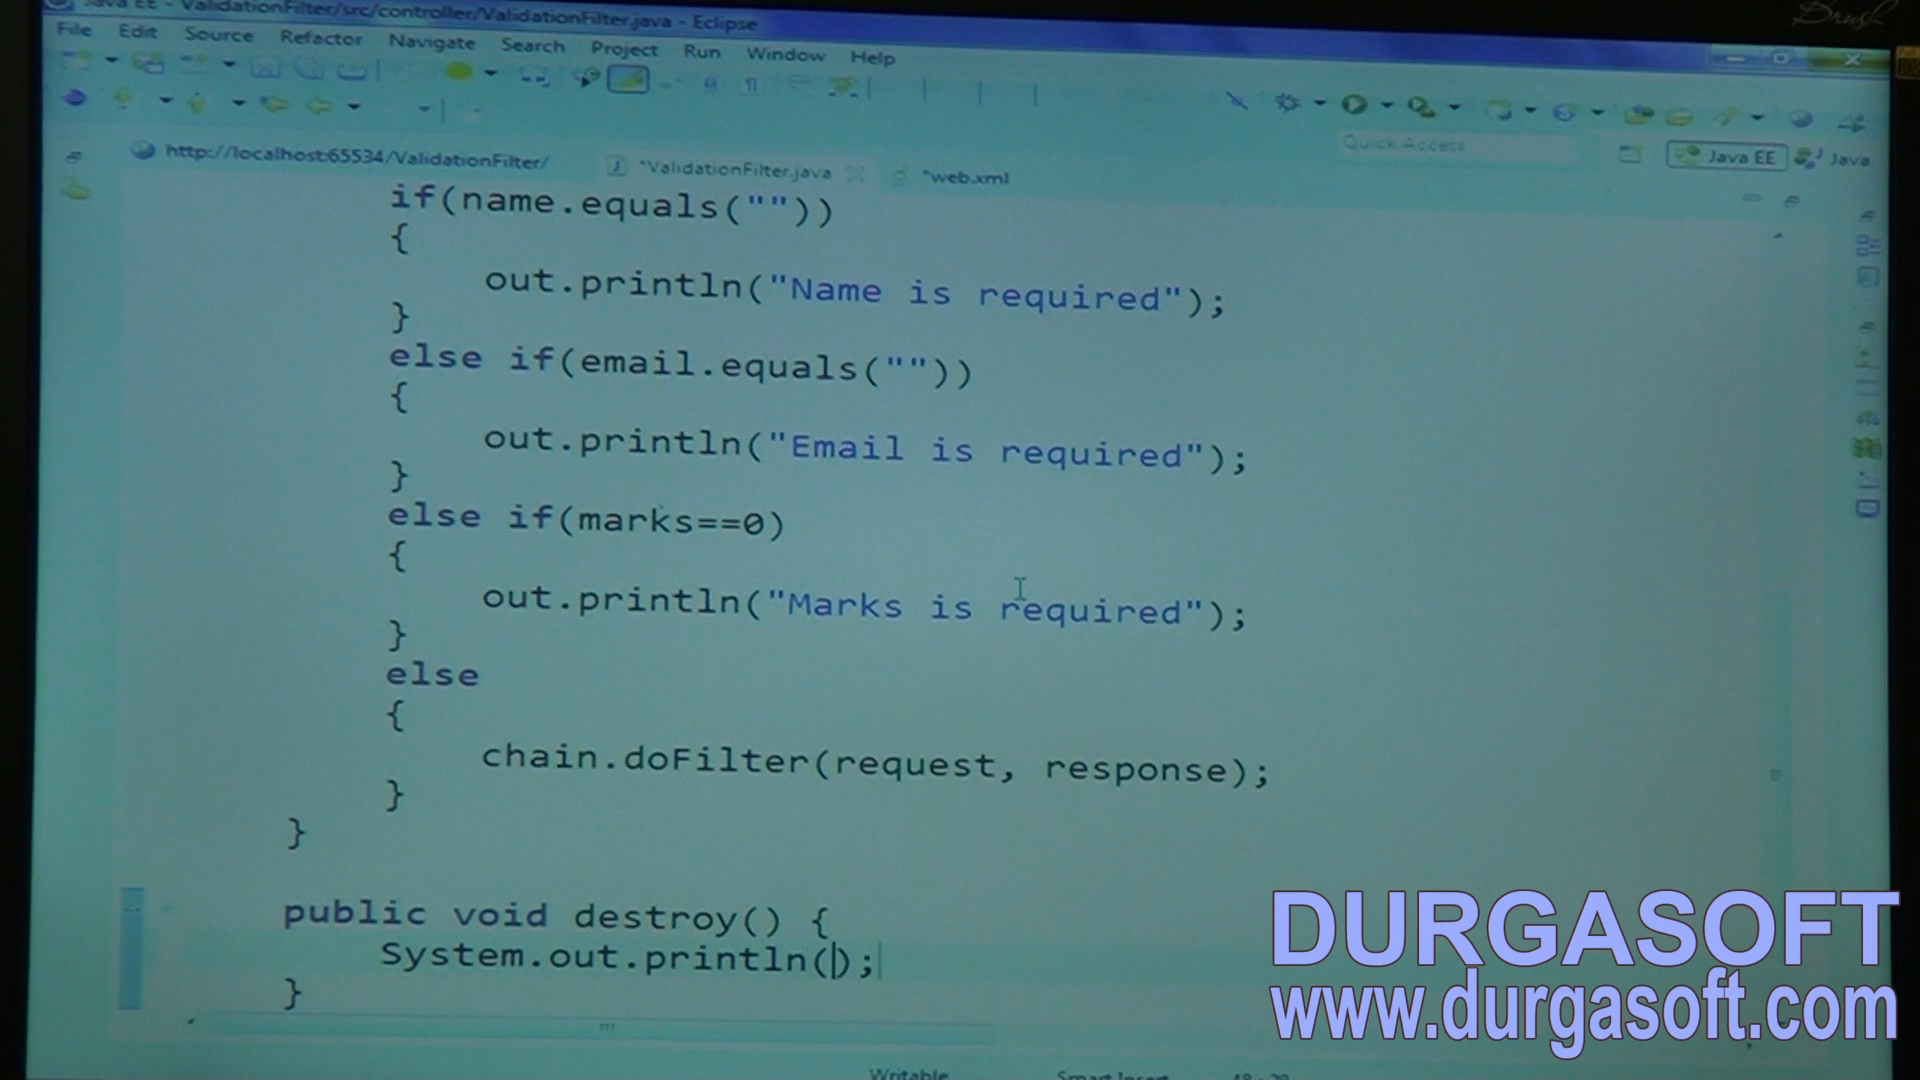 Brush
Java EE - ValidationFilter/src/controller/ValidationFilter.java - Eclipse
File Edit Source Refactor Navigate Search Project Run Window Help
Quick Access
Java EE Java
http://localhost:65534/ValidationFilter/ *ValidationFilter.java *web.xml
if(name.equals(""))
{
out.println("Name is required");
}
else if(email.equals(""))
{
out.println("Email is required");
}
else if(marks==0)
{
out.println("Marks is required");
}
else
{
chain.doFilter(request, response);
}
}
public void destroy() {
System.out.println();
}
Writable Smart Insert
DURGASOFT
www.durgasoft.com